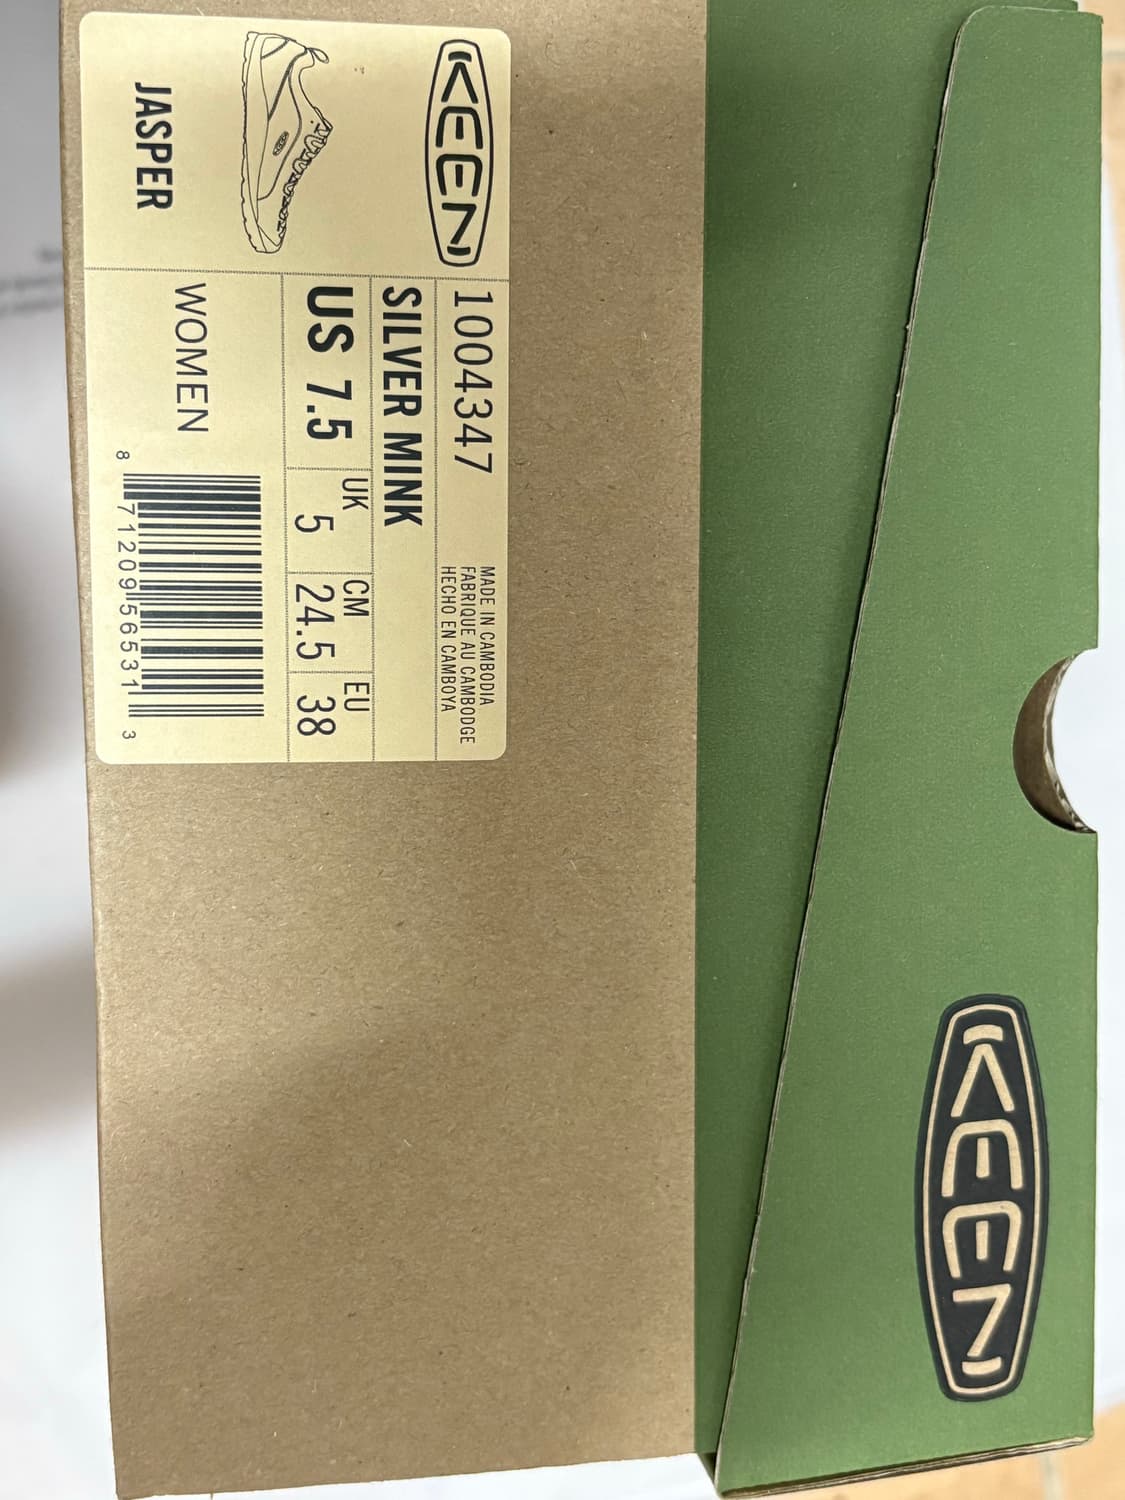 KEEN
JASPER
1004347
MADE IN CAMBODIA
FABRIQUE AU CAMBODGE
HECHO EN CAMBOYA
SILVER MINK
US 7.5
UK
5
CM
24.5
EU
38
WOMEN
8 71209 56531 3
KEEN